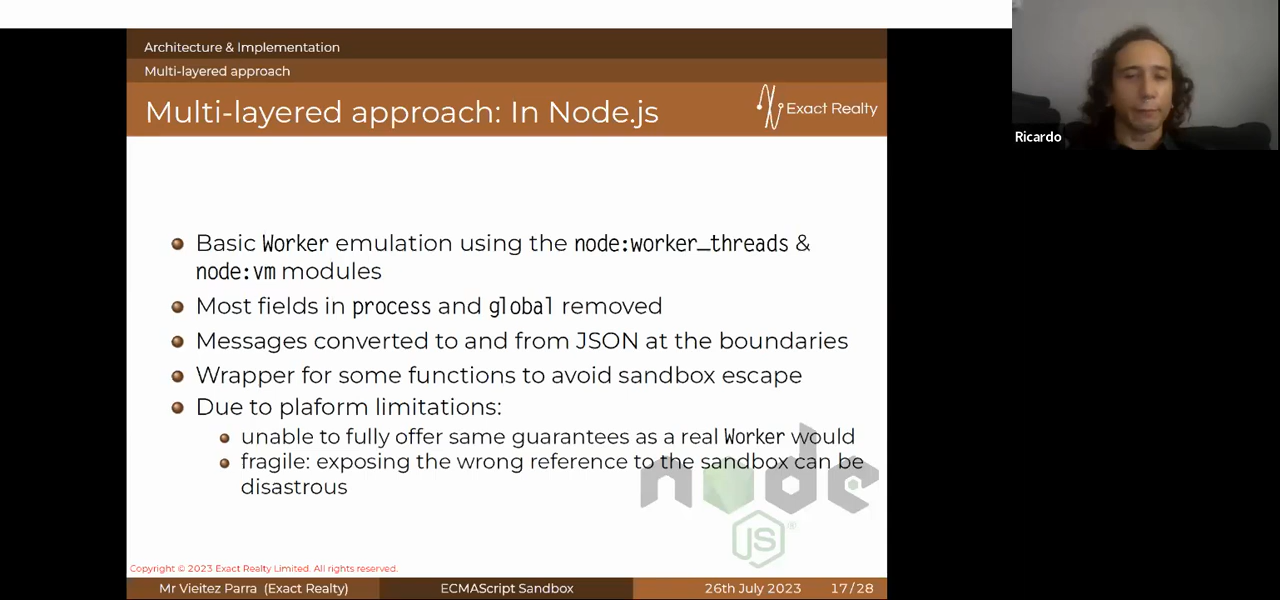 Architecture & Implementation
Multi-layered approach
Multi-layered approach: In Node.js
Exact Realty
Ricardo
Basic Worker emulation using the node:worker_threads &
node:vm modules
Most fields in process and global removed
Messages converted to and from JSON at the boundaries
Wrapper for some functions to avoid sandbox escape
Due to plaform limitations:
unable to fully offer same guarantees as a real Worker would
fragile: exposing the wrong reference to the sandbox can be
disastrous
node
JS
Copyright © 2023 Exact Realty Limited. All rights reserved.
Mr Vieitez Parra (Exact Realty) ECMAScript Sandbox 26th July 2023 17/28